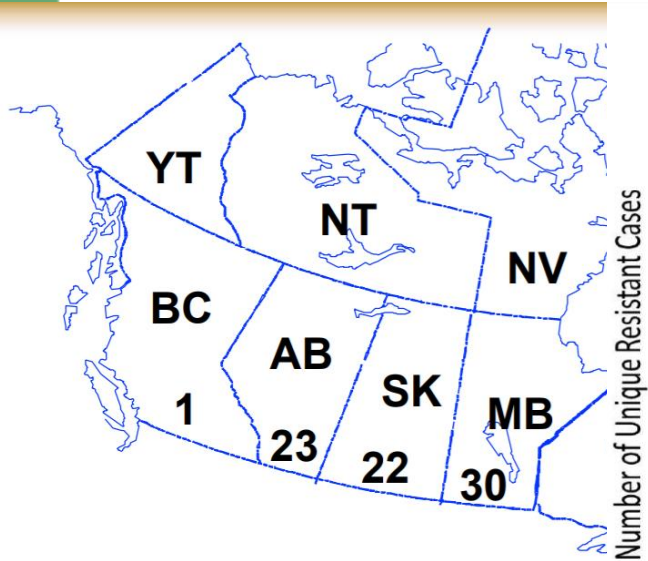 YT
NT
NV
BC
AB
SK
MB
1
23
22
30
Number of Unique Resistant Cases